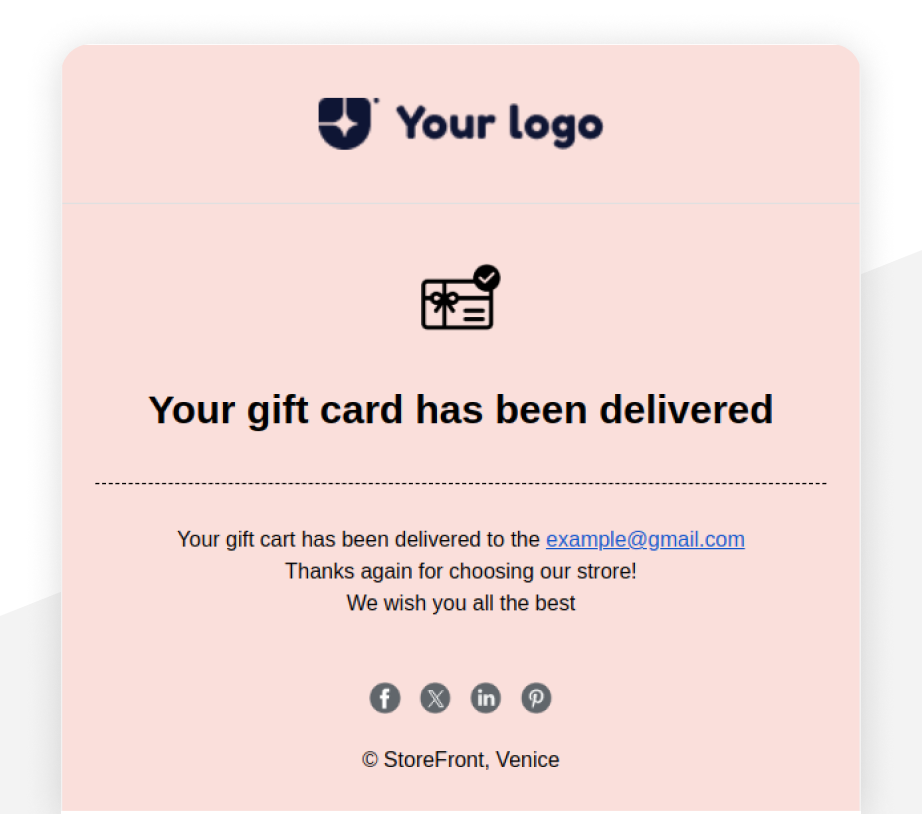 Your logo
Your gift card has been delivered
Your gift cart has been delivered to the example@gmail.com
Thanks again for choosing our strore!
We wish you all the best
© StoreFront, Venice